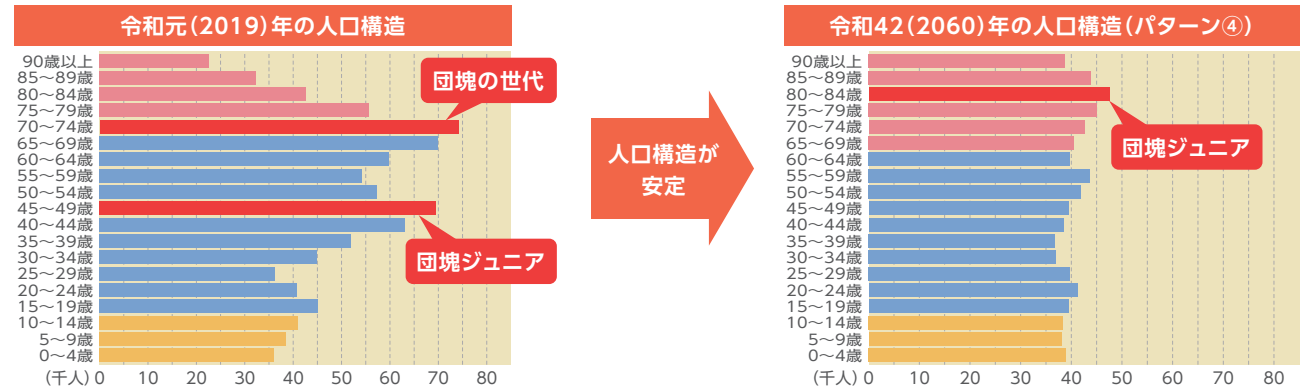 令和元(2019)年の人口構造
90歳以上
85～89歳
80～84歳
75～79歳
70～74歳
65～69歳
60～64歳
55～59歳
50～54歳
45～49歳
40～44歳
35～39歳
30～34歳
25～29歳
20～24歳
15～19歳
10～14歳
5～9歳
0～4歳
(千人) 0 10 20 30 40 50 60 70 80
団塊の世代
団塊ジュニア
人口構造が
安定
令和42(2060)年の人口構造(パターン④)
90歳以上
85～89歳
80～84歳
75～79歳
70～74歳
65～69歳
60～64歳
55～59歳
50～54歳
45～49歳
40～44歳
35～39歳
30～34歳
25～29歳
20～24歳
15～19歳
10～14歳
5～9歳
0～4歳
(千人) 0 10 20 30 40 50 60 70 80
団塊ジュニア